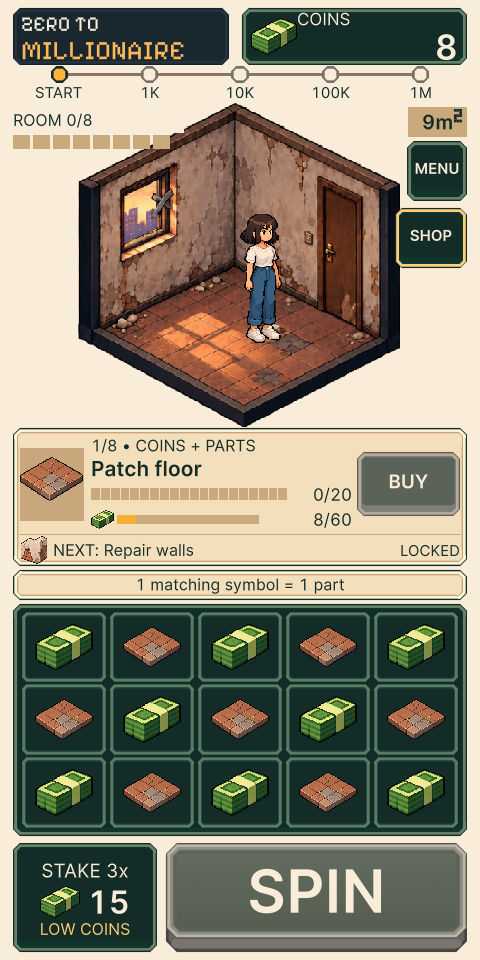 ZERO TO
MILLIONAIRE
COINS
8
START 1K 10K 100K 1M
ROOM 0/8
9m²
MENU
SHOP
1/8 • COINS + PARTS
Patch floor
0/20
8/60
BUY
NEXT: Repair walls
LOCKED
1 matching symbol = 1 part
STAKE 3x
15
LOW COINS
SPIN